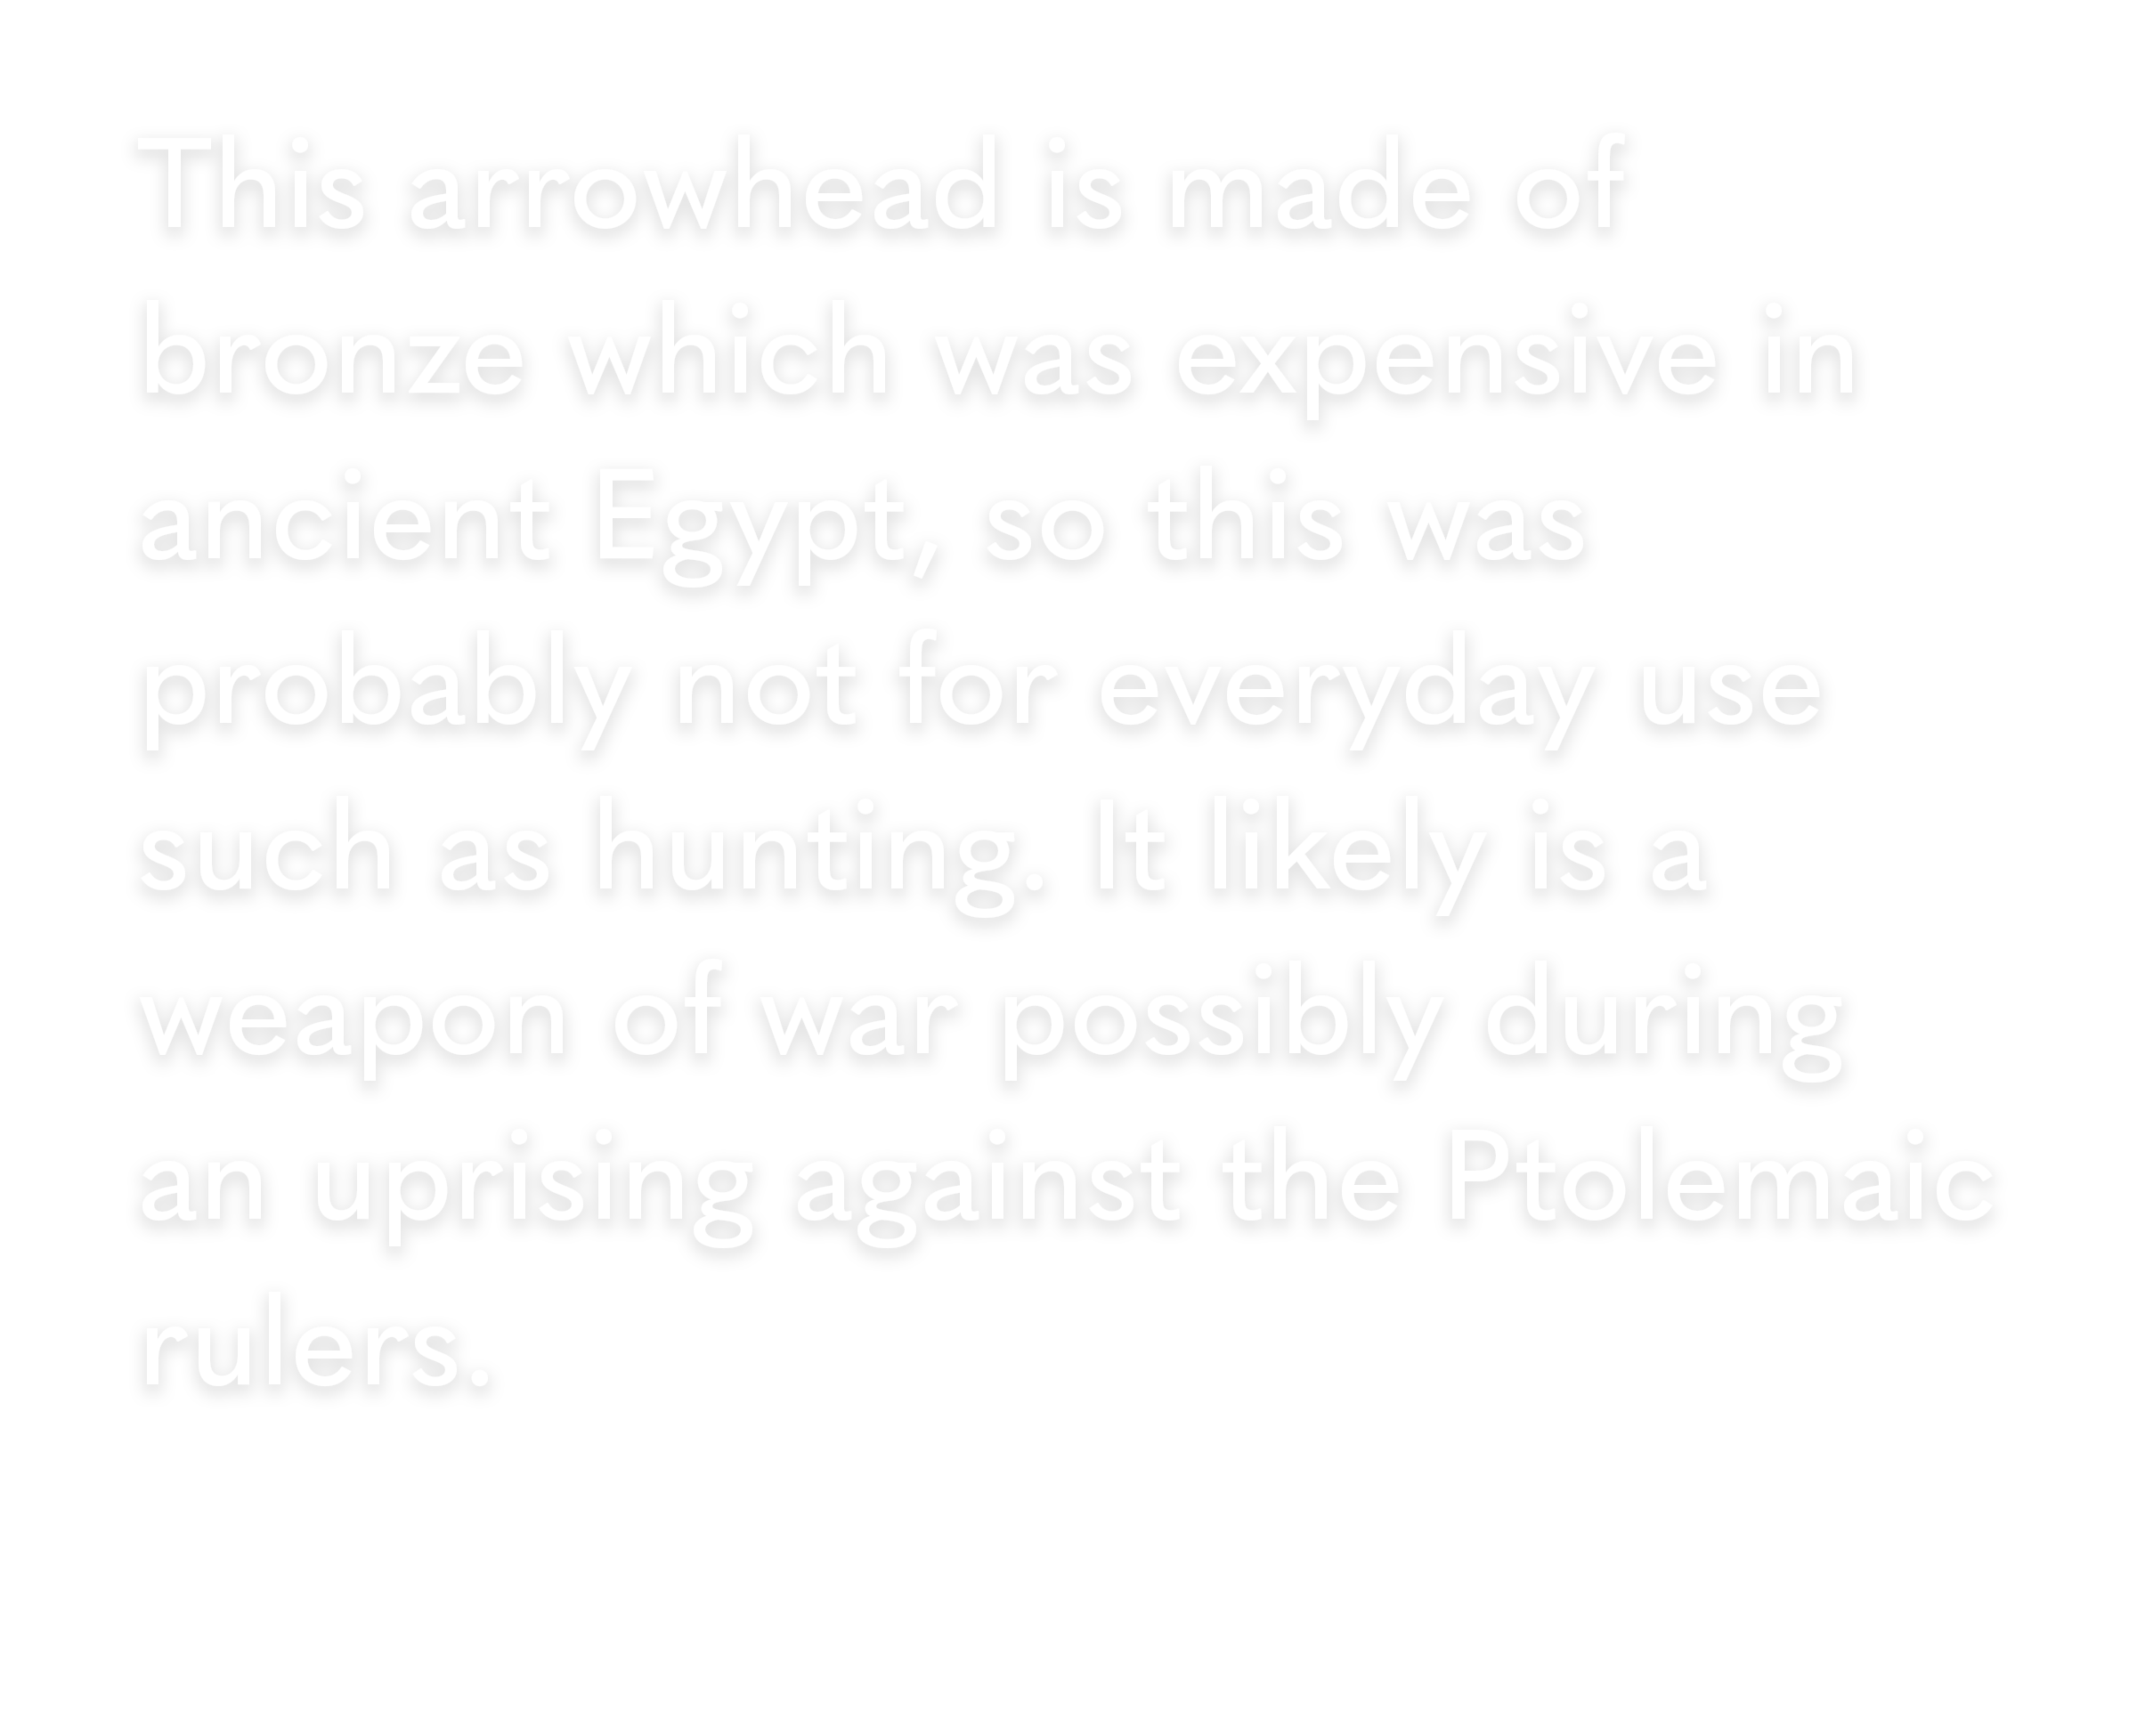 This arrowhead is made of
bronze which was expensive in
ancient Egypt, so this was
probably not for everyday use
such as hunting. It likely is a
weapon of war possibly during
an uprising against the Ptolemaic
rulers.